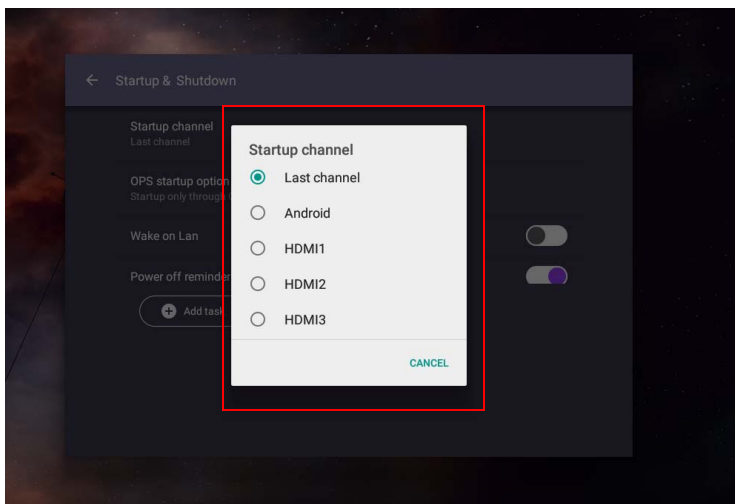 Startup & Shutdown
Startup channel
Last channel
OPS startup option
Startup only through
Wake on Lan
Power off reminder
Add task
Startup channel
Last channel
Android
HDMI1
HDMI2
HDMI3
CANCEL